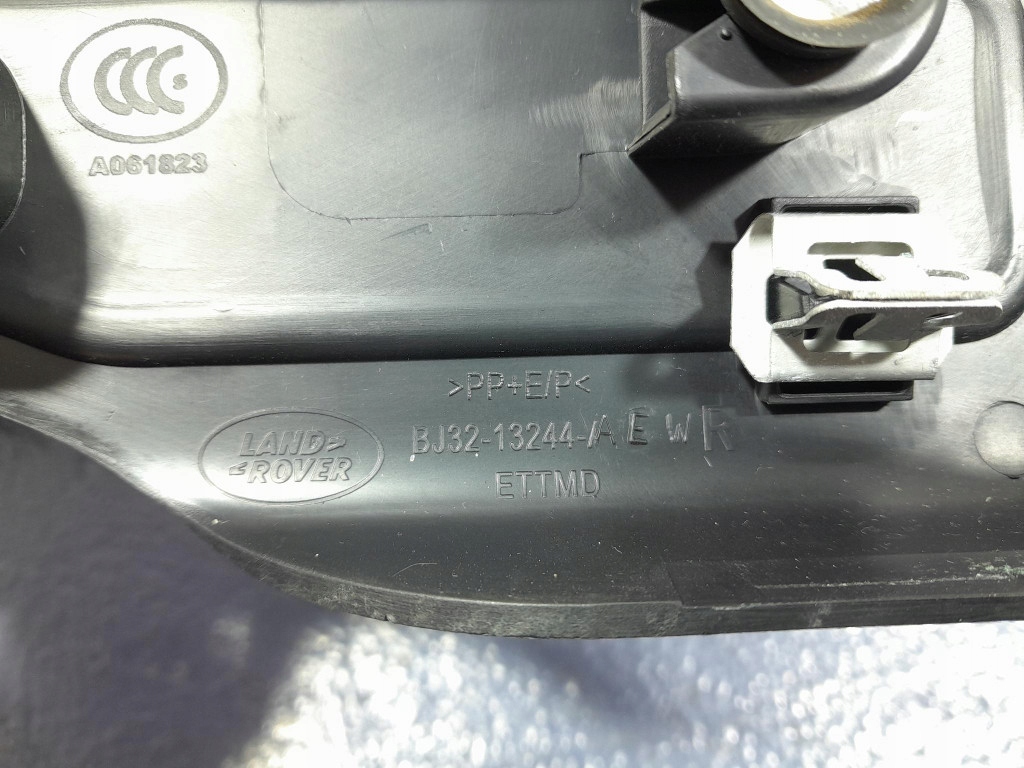 CCC
A061823
>PP+E/P<
LAND
ROVER
BJ32-13244-AEWR
ETTMD